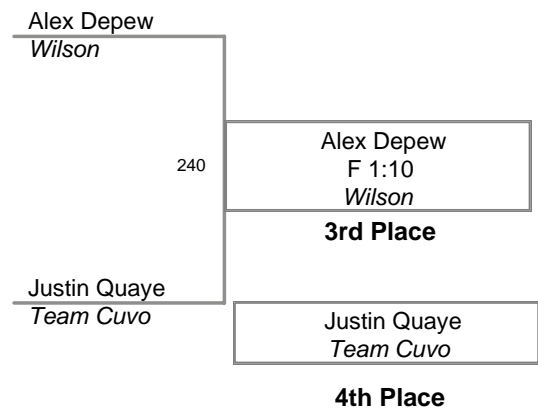 Alex Depew
Wilson
240
Alex Depew
F 1:10
Wilson
3rd Place
Justin Quaye
Team Cuvo
Justin Quaye
Team Cuvo
4th Place